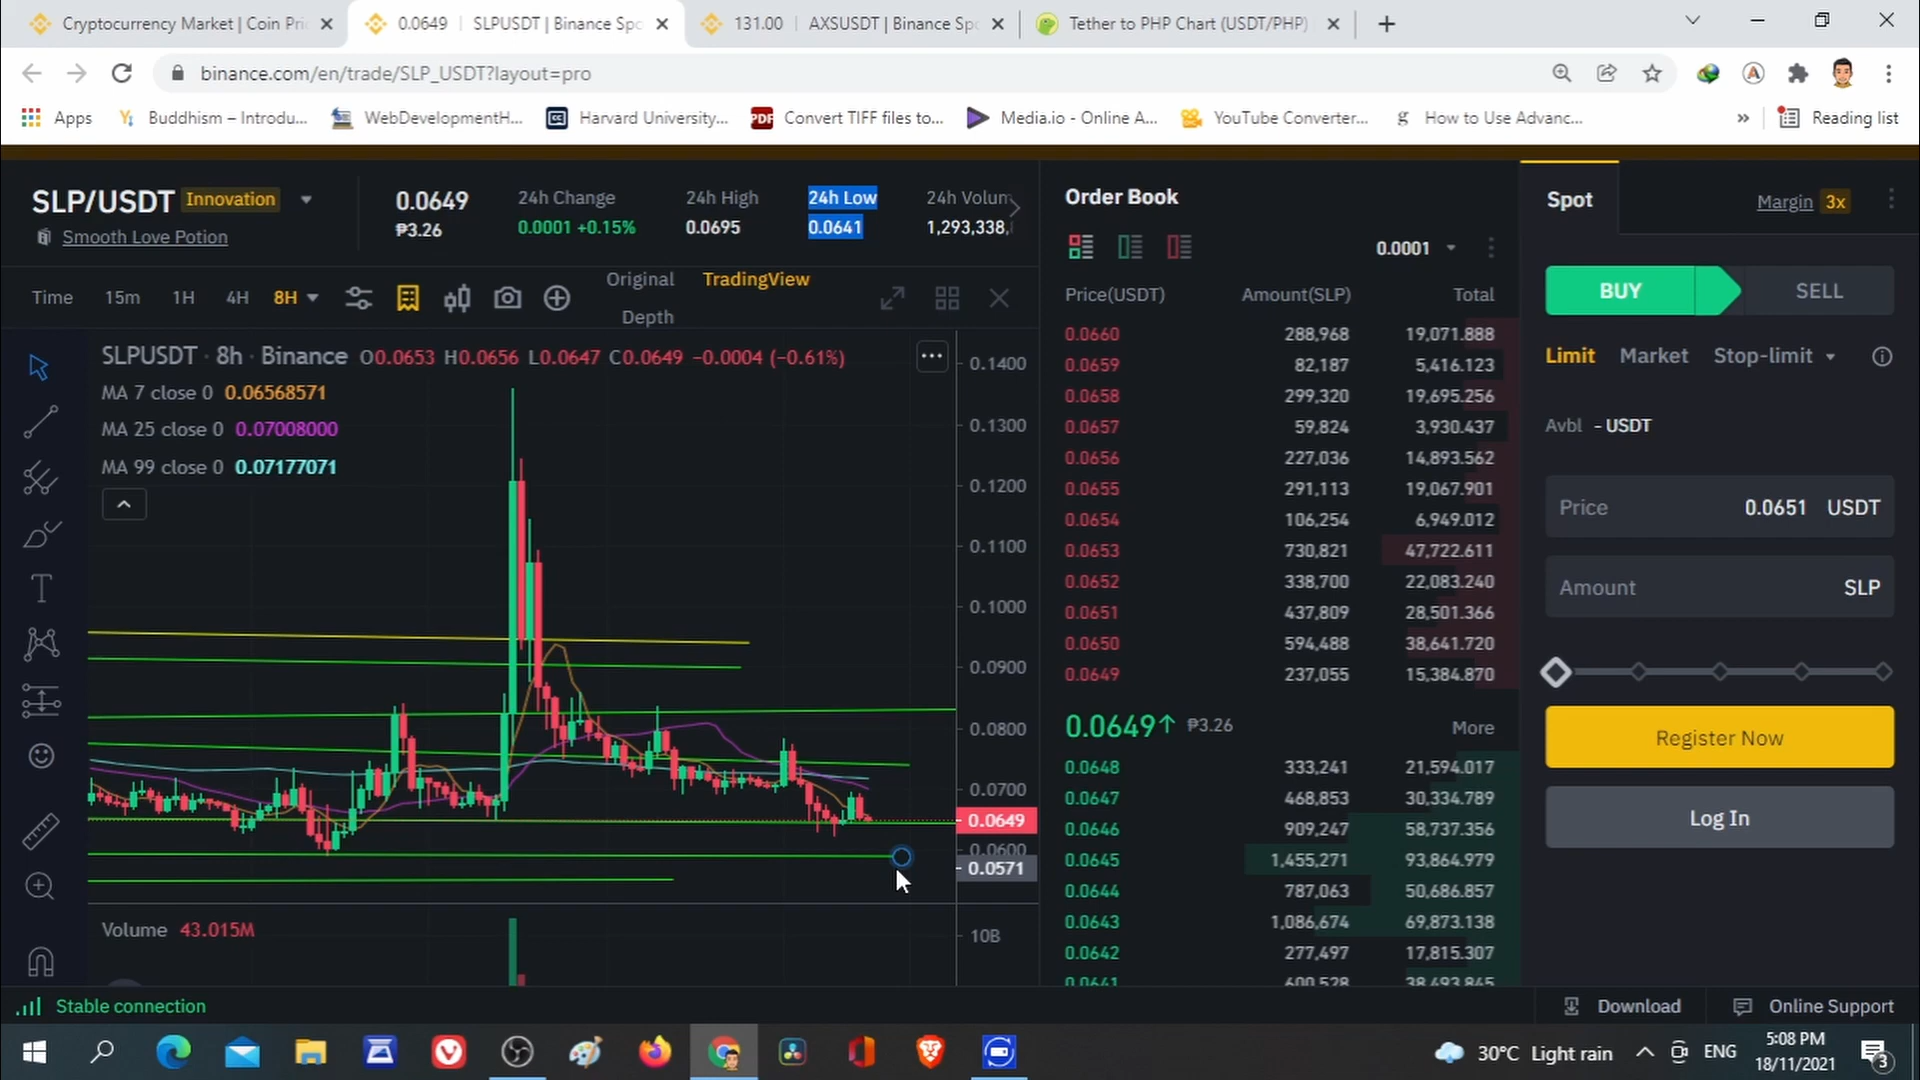 Cryptocurrency Market | Coin Pri
0.0649 | SLPUSDT | Binance Spo
131.00 | AXSUSDT | Binance Spo
Tether to PHP Chart (USDT/PHP)
binance.com/en/trade/SLP_USDT?layout=pro
Apps
Buddhism – Introdu...
WebDevelopmentH...
Harvard University...
PDF
Convert TIFF files to...
Media.io - Online A...
YouTube Converter...
g
How to Use Advanc...
»
Reading list
SLP/USDT Innovation
Smooth Love Potion
0.0649
₱3.26
24h Change
0.0001 +0.15%
24h High
0.0695
24h Low
0.0641
24h Volum
1,293,338,
Time 15m 1H 4H 8H
Original
TradingView
Depth
SLPUSDT · 8h · Binance O0.0653 H0.0656 L0.0647 C0.0649 −0.0004 (−0.61%)
MA 7 close 0 0.06568571
MA 25 close 0 0.07008000
MA 99 close 0 0.07177071
0.1400
0.1300
0.1200
0.1100
0.1000
0.0900
0.0800
0.0700
0.0649
0.0600
0.0571
Volume 43.015M
10B
Order Book
0.0001
Price(USDT) Amount(SLP) Total
0.0660 288,968 19,071.888
0.0659 82,187 5,416.123
0.0658 299,320 19,695.256
0.0657 59,824 3,930.437
0.0656 227,036 14,893.562
0.0655 291,113 19,067.901
0.0654 106,254 6,949.012
0.0653 730,821 47,722.611
0.0652 338,700 22,083.240
0.0651 437,809 28,501.366
0.0650 594,488 38,641.720
0.0649 237,055 15,384.870
0.0649↑ ₱3.26 More
0.0648 333,241 21,594.017
0.0647 468,853 30,334.789
0.0646 909,247 58,737.356
0.0645 1,455,271 93,864.979
0.0644 787,063 50,686.857
0.0643 1,086,674 69,873.138
0.0642 277,497 17,815.307
0.0641 600,528 38,493.845
Spot
Margin 3x
BUY
SELL
Limit Market Stop-limit
Avbl - USDT
Price 0.0651 USDT
Amount SLP
Register Now
Log In
Stable connection
Download
Online Support
30°C Light rain
ENG
5:08 PM
18/11/2021
3